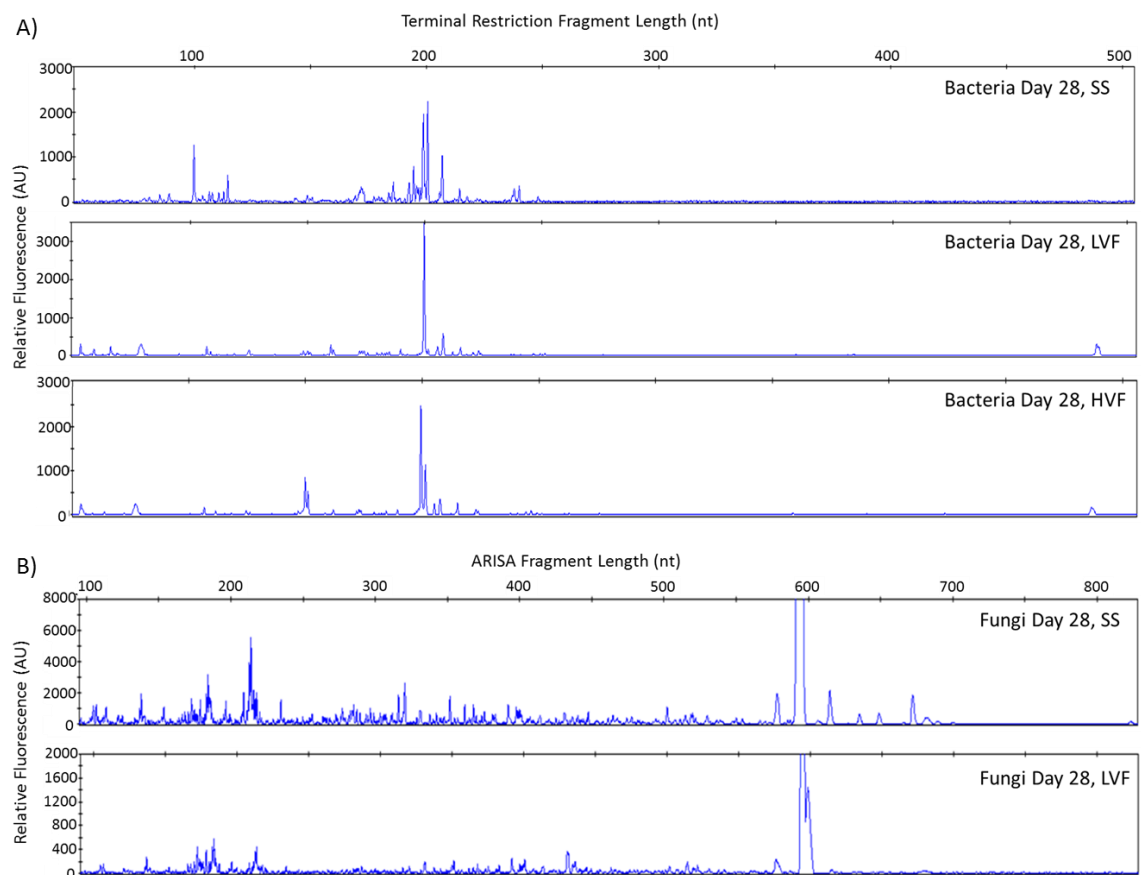 A)
Terminal Restriction Fragment Length (nt)
100 200 300 400 500
Relative Fluorescence (AU)
3000
2000
1000
0
Bacteria Day 28, SS
3000
2000
1000
0
Bacteria Day 28, LVF
3000
2000
1000
0
Bacteria Day 28, HVF
B)
ARISA Fragment Length (nt)
100 200 300 400 500 600 700 800
Relative Fluorescence (AU)
8000
6000
4000
2000
0
Fungi Day 28, SS
2000
1600
1200
800
400
0
Fungi Day 28, LVF